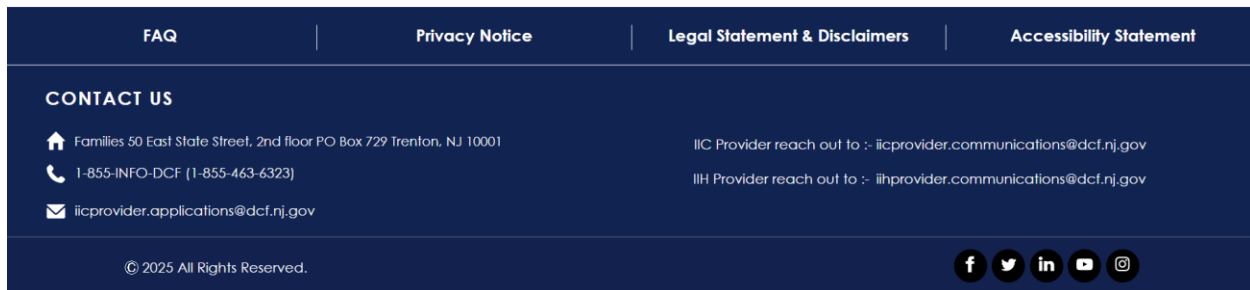 FAQ
Privacy Notice
Legal Statement & Disclaimers
Accessibility Statement
CONTACT US
Families 50 East State Street, 2nd floor PO Box 729 Trenton, NJ 10001
1-855-INFO-DCF (1-855-463-6323)
iicprovider.applications@dcf.nj.gov
IIC Provider reach out to :- iicprovider.communications@dcf.nj.gov
IIH Provider reach out to :- iihprovider.communications@dcf.nj.gov
© 2025 All Rights Reserved.